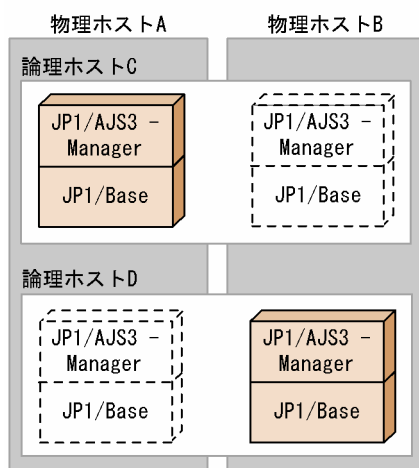 物理ホストA
物理ホストB
論理ホストC
JP1/AJS3 -
Manager
JP1/Base
JP1/AJS3 -
Manager
JP1/Base
論理ホストD
JP1/AJS3 -
Manager
JP1/Base
JP1/AJS3 -
Manager
JP1/Base